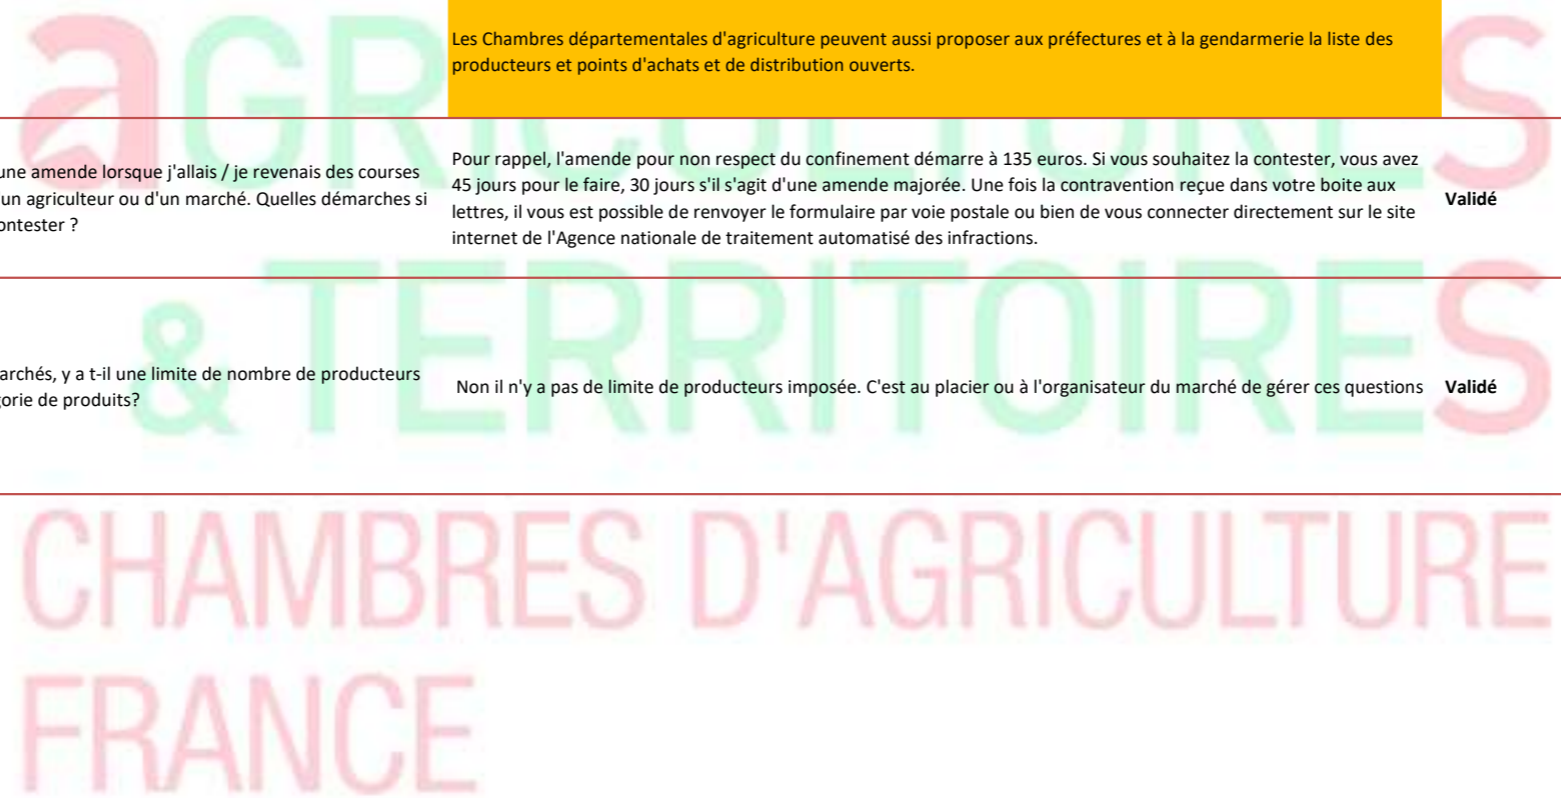 Les Chambres départementales d'agriculture peuvent aussi proposer aux préfectures et à la gendarmerie la liste des
producteurs et points d'achats et de distribution ouverts.
une amende lorsque j'allais / je revenais des courses
un agriculteur ou d'un marché. Quelles démarches si
ontester ?
Pour rappel, l'amende pour non respect du confinement démarre à 135 euros. Si vous souhaitez la contester, vous avez
45 jours pour le faire, 30 jours s'il s'agit d'une amende majorée. Une fois la contravention reçue dans votre boite aux
lettres, il vous est possible de renvoyer le formulaire par voie postale ou bien de vous connecter directement sur le site
internet de l'Agence nationale de traitement automatisé des infractions.
Validé
archés, y a t-il une limite de nombre de producteurs
gorie de produits?
Non il n'y a pas de limite de producteurs imposée. C'est au placier ou à l'organisateur du marché de gérer ces questions
Validé
aGRICULTURES
& TERRITOIRES
CHAMBRES D'AGRICULTURE
FRANCE